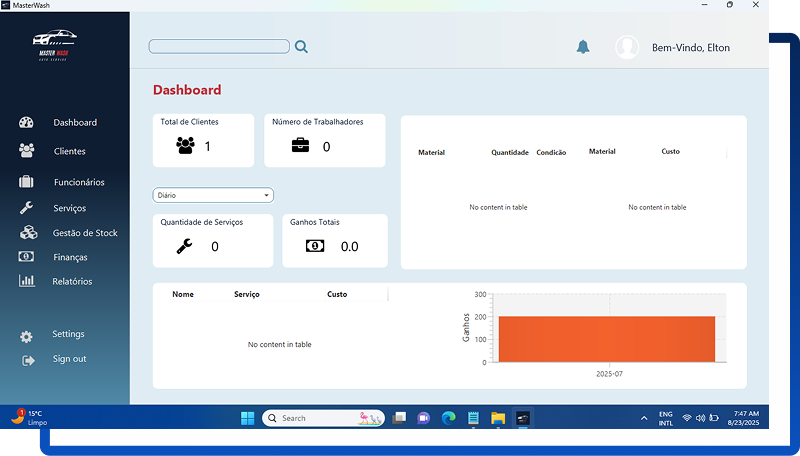 MasterWash
MASTER WASH
AUTO SERVICE
Bem-Vindo, Elton
Dashboard
Clientes
Funcionários
Serviços
Gestão de Stock
Finanças
Relatórios
Settings
Sign out
Dashboard
Total de Clientes
1
Número de Trabalhadores
0
Diário
Quantidade de Serviços
0
Ganhos Totais
0.0
Material Quantidade Condicão
No content in table
Material Custo
No content in table
Nome Serviço Custo
No content in table
Ganhos
300
200
100
0
2025-07
1
15°C
Limpo
Search
ENG
INTL
7:47 AM
8/23/2025